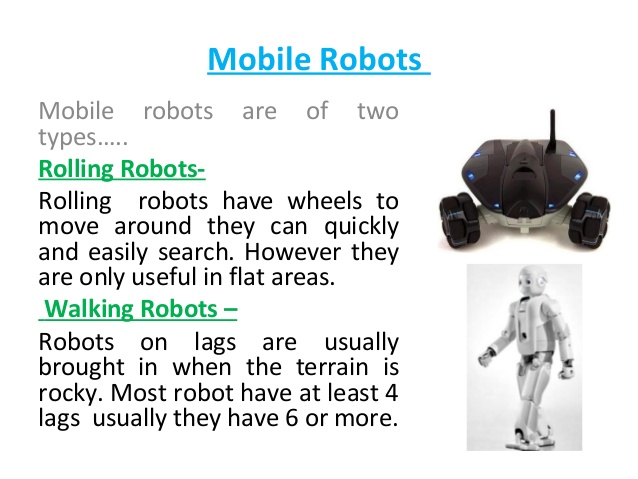 Mobile Robots
Mobile robots are of two
types…..
Rolling Robots-
Rolling robots have wheels to
move around they can quickly
and easily search. However they
are only useful in flat areas.
Walking Robots –
Robots on lags are usually
brought in when the terrain is
rocky. Most robot have at least 4
lags usually they have 6 or more.